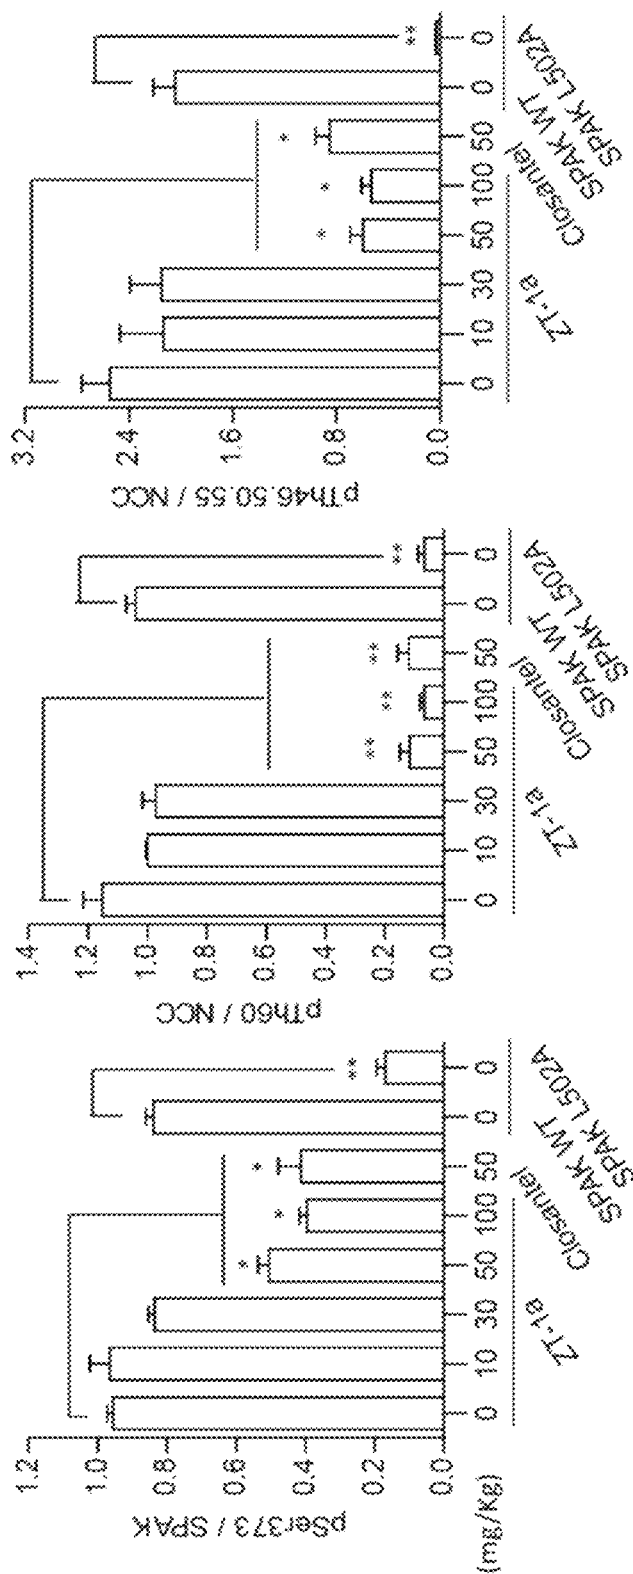 pSer373 / SPAK
1.2
1.0
0.8
0.6
0.4
0.2
0.0
*
*
*
**
(mg/Kg)
0 10 30 50 100 50 0 0
ZT-1a
Closantel
SPAK WT
SPAK L502A
pTh60 / NCC
1.4
1.2
1.0
0.8
0.6
0.4
0.2
0.0
**
**
**
**
0 10 30 50 100 50 0 0
ZT-1a
Closantel
SPAK WT
SPAK L502A
pTh46.50.55 / NCC
3.2
2.4
1.6
0.8
0.0
*
*
*
**
0 10 30 50 100 50 0 0
ZT-1a
Closantel
SPAK WT
SPAK L502A